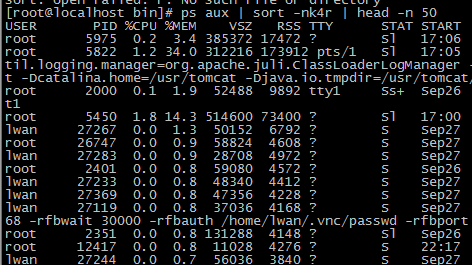 sort: open failed: r: No such file or directory
[root@localhost bin]# ps aux | sort -nk4r | head -n 50
USER PID %CPU %MEM VSZ RSS TTY STAT START
root 5975 0.2 3.4 385372 17472 ? Sl 17:06
root 5822 1.2 34.0 212316 173912 pts/1 Sl 17:05
til.logging.manager=org.apache.juli.ClassLoaderLogManager -
t -Dcatalina.home=/usr/tomcat -Djava.io.tmpdir=/usr/tomcat/
root 2000 0.1 1.9 52488 9892 tty1 Ss+ Sep26
t1
root 5450 1.8 14.3 514600 73400 ? Sl 17:00
lwan 27267 0.0 1.3 50152 6792 ? S Sep27
root 26747 0.0 0.9 58824 4608 ? S Sep27
lwan 27283 0.0 0.9 28708 4972 ? S Sep27
root 2401 0.0 0.8 59080 4572 ? S Sep26
lwan 27233 0.0 0.8 48340 4412 ? S Sep27
lwan 27369 0.0 0.8 47356 4228 ? S Sep27
lwan 27119 0.0 0.8 37036 4168 ? S Sep27
68 -rfbwait 30000 -rfbauth /home/lwan/.vnc/passwd -rfbport
root 2351 0.0 0.8 131288 4148 ? Sl Sep26
root 12417 0.0 0.8 11028 4276 ? S 22:17
lwan 27244 0.0 0.7 56036 3840 ? S Sep27